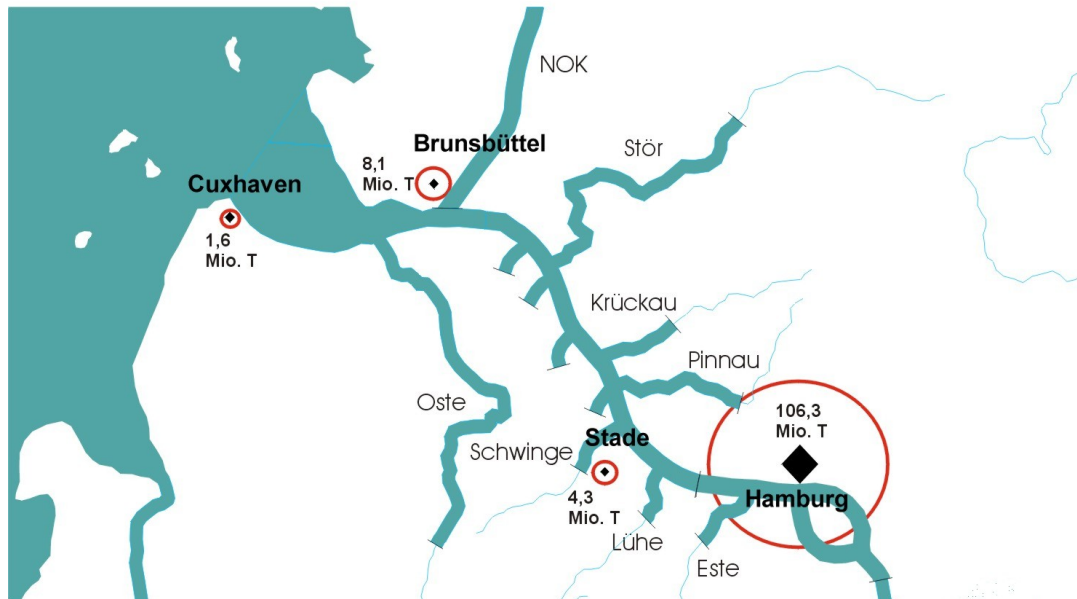 NOK
Brunsbüttel
8,1
Mio. T
Stör
Cuxhaven
1,6
Mio. T
Krückau
Pinnau
Oste
106,3
Mio. T
Stade
Schwinge
4,3
Mio. T
Hamburg
Lühe
Este